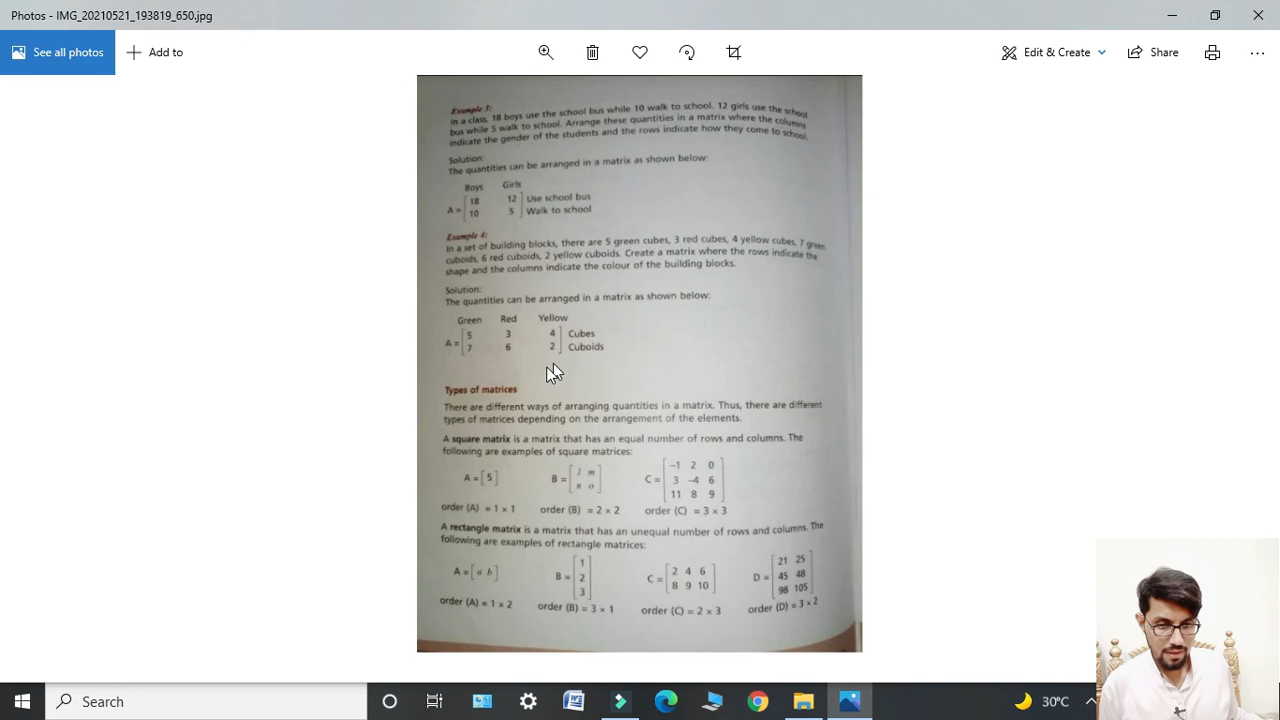 Photos - IMG_20210521_193819_650.jpg
See all photos
Add to
Edit & Create
Share
Example 3:
In a class, 18 boys use the school bus while 10 walk to school. 12 girls use the school
bus while 5 walk to school. Arrange these quantities in a matrix where the columns
indicate the gender of the students and the rows indicate how they come to school.
Solution:
The quantities can be arranged in a matrix as shown below:
Boys Girls
18 12 Use school bus
A =
10 5 Walk to school
Example 4:
In a set of building blocks, there are 5 green cubes, 3 red cubes, 4 yellow cubes, 7 green
cuboids, 6 red cuboids, 2 yellow cuboids. Create a matrix where the rows indicate the
shape and the columns indicate the colour of the building blocks.
Solution:
The quantities can be arranged in a matrix as shown below:
Green Red Yellow
5 3 4 Cubes
A =
7 6 2 Cuboids
Types of matrices
There are different ways of arranging quantities in a matrix. Thus, there are different
types of matrices depending on the arrangement of the elements.
A square matrix is a matrix that has an equal number of rows and columns. The
following are examples of square matrices:
A = [ 5 ] B = [ l m C = [ -1 2 0
n o ] 3 -4 6
11 8 9 ]
order (A) = 1 × 1 order (B) = 2 × 2 order (C) = 3 × 3
A rectangle matrix is a matrix that has an unequal number of rows and columns. The
following are examples of rectangle matrices:
A = [ a b ] B = [ 1 C = [ 2 4 6 D = [ 21 25
2 8 9 10 ] 45 48
3 ] 98 105 ]
order (A) = 1 × 2 order (B) = 3 × 1 order (C) = 2 × 3 order (D) = 3 × 2
Search
30°C